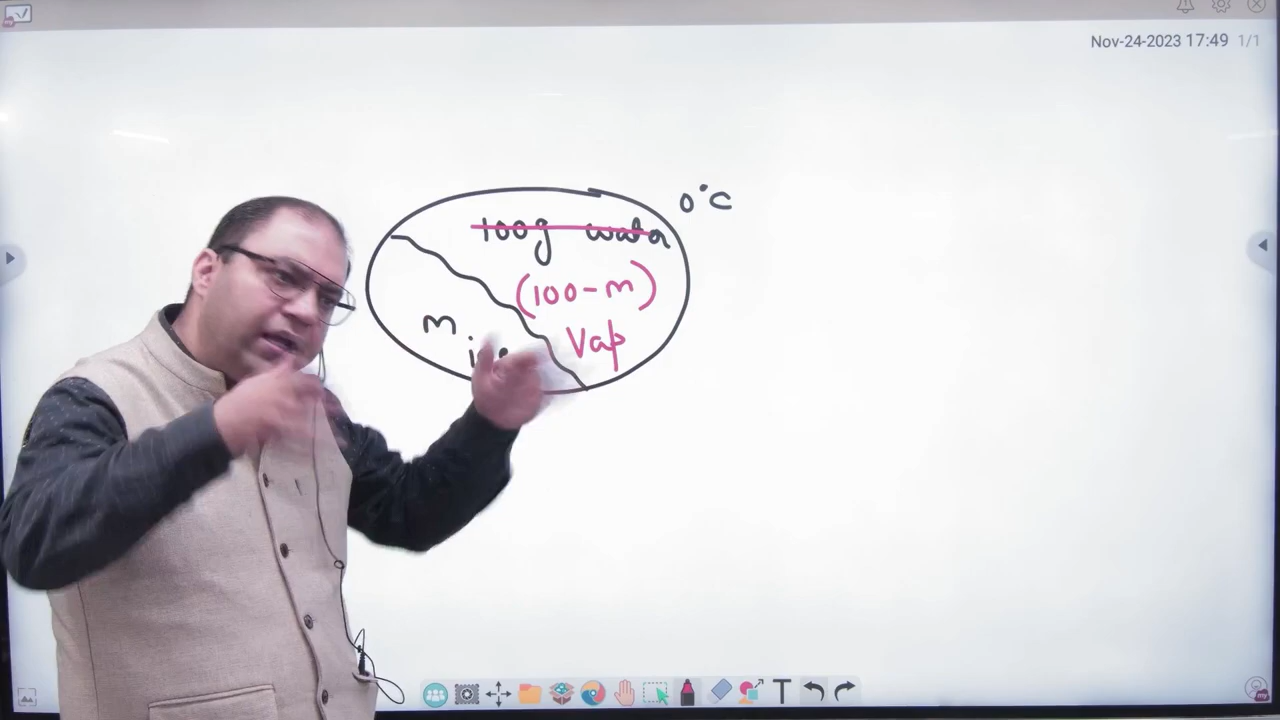 Nov-24-2023 17:49 1/1
0°C
100g water
(100-m)
m
Vap
T